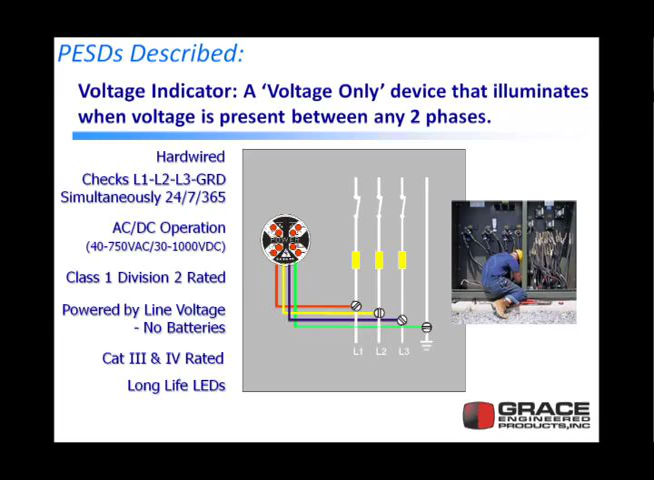 PESDs Described:
Voltage Indicator: A ‘Voltage Only’ device that illuminates
when voltage is present between any 2 phases.
Hardwired
Checks L1-L2-L3-GRD
Simultaneously 24/7/365
AC/DC Operation
(40-750VAC/30-1000VDC)
Class 1 Division 2 Rated
Powered by Line Voltage
- No Batteries
Cat III & IV Rated
Long Life LEDs
POWER
L1 L2 L3
GRACE
ENGINEERED
PRODUCTS,INC